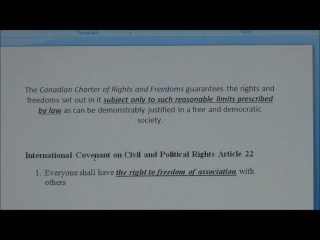 The Canadian Charter of Rights and Freedoms guarantees the rights and
freedoms set out in it subject only to such reasonable limits prescribed
by law as can be demonstrably justified in a free and democratic
society.
International Covenant on Civil and Political Rights Article 22
1. Everyone shall have the right to freedom of association with
others